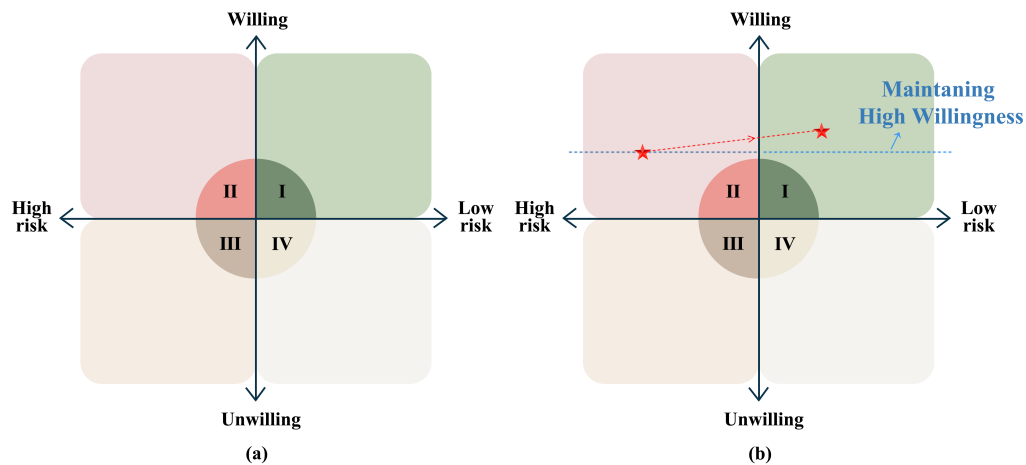 Willing
II
I
High
risk
Low
risk
III
IV
Unwilling
(a)
Willing
Maintaning
High Willingness
II
I
High
risk
Low
risk
III
IV
Unwilling
(b)